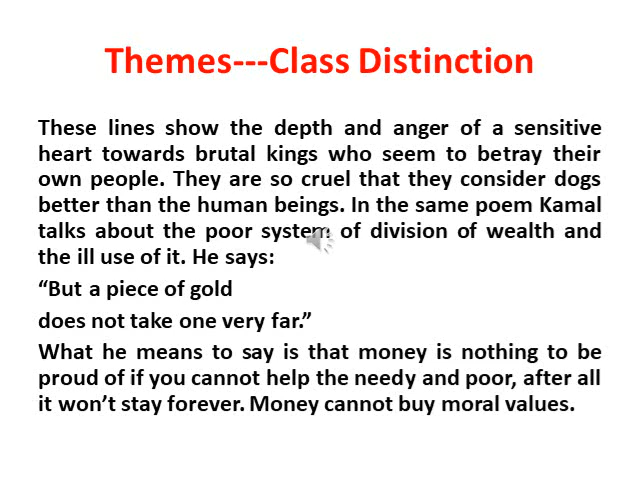 Themes---Class Distinction
These lines show the depth and anger of a sensitive
heart towards brutal kings who seem to betray their
own people. They are so cruel that they consider dogs
better than the human beings. In the same poem Kamal
talks about the poor system of division of wealth and
the ill use of it. He says:
“But a piece of gold
does not take one very far.”
What he means to say is that money is nothing to be
proud of if you cannot help the needy and poor, after all
it won’t stay forever. Money cannot buy moral values.